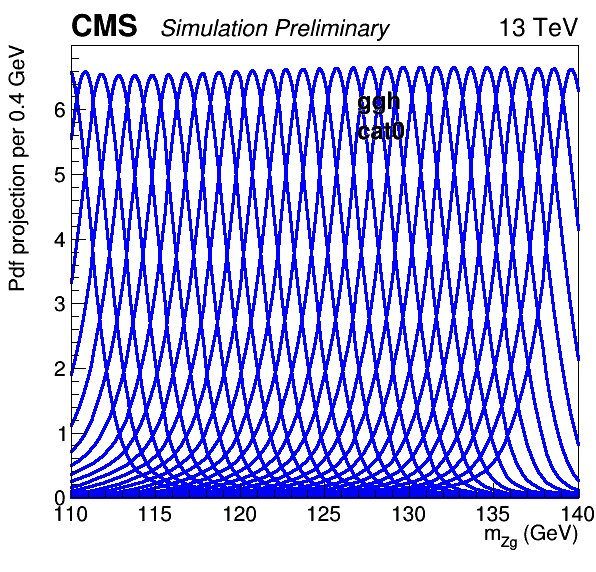 CMS Simulation Preliminary 13 TeV
Pdf projection per 0.4 GeV
6
5
4
3
2
1
0
ggh
cat0
110 115 120 125 130 135 140
m_Zg (GeV)